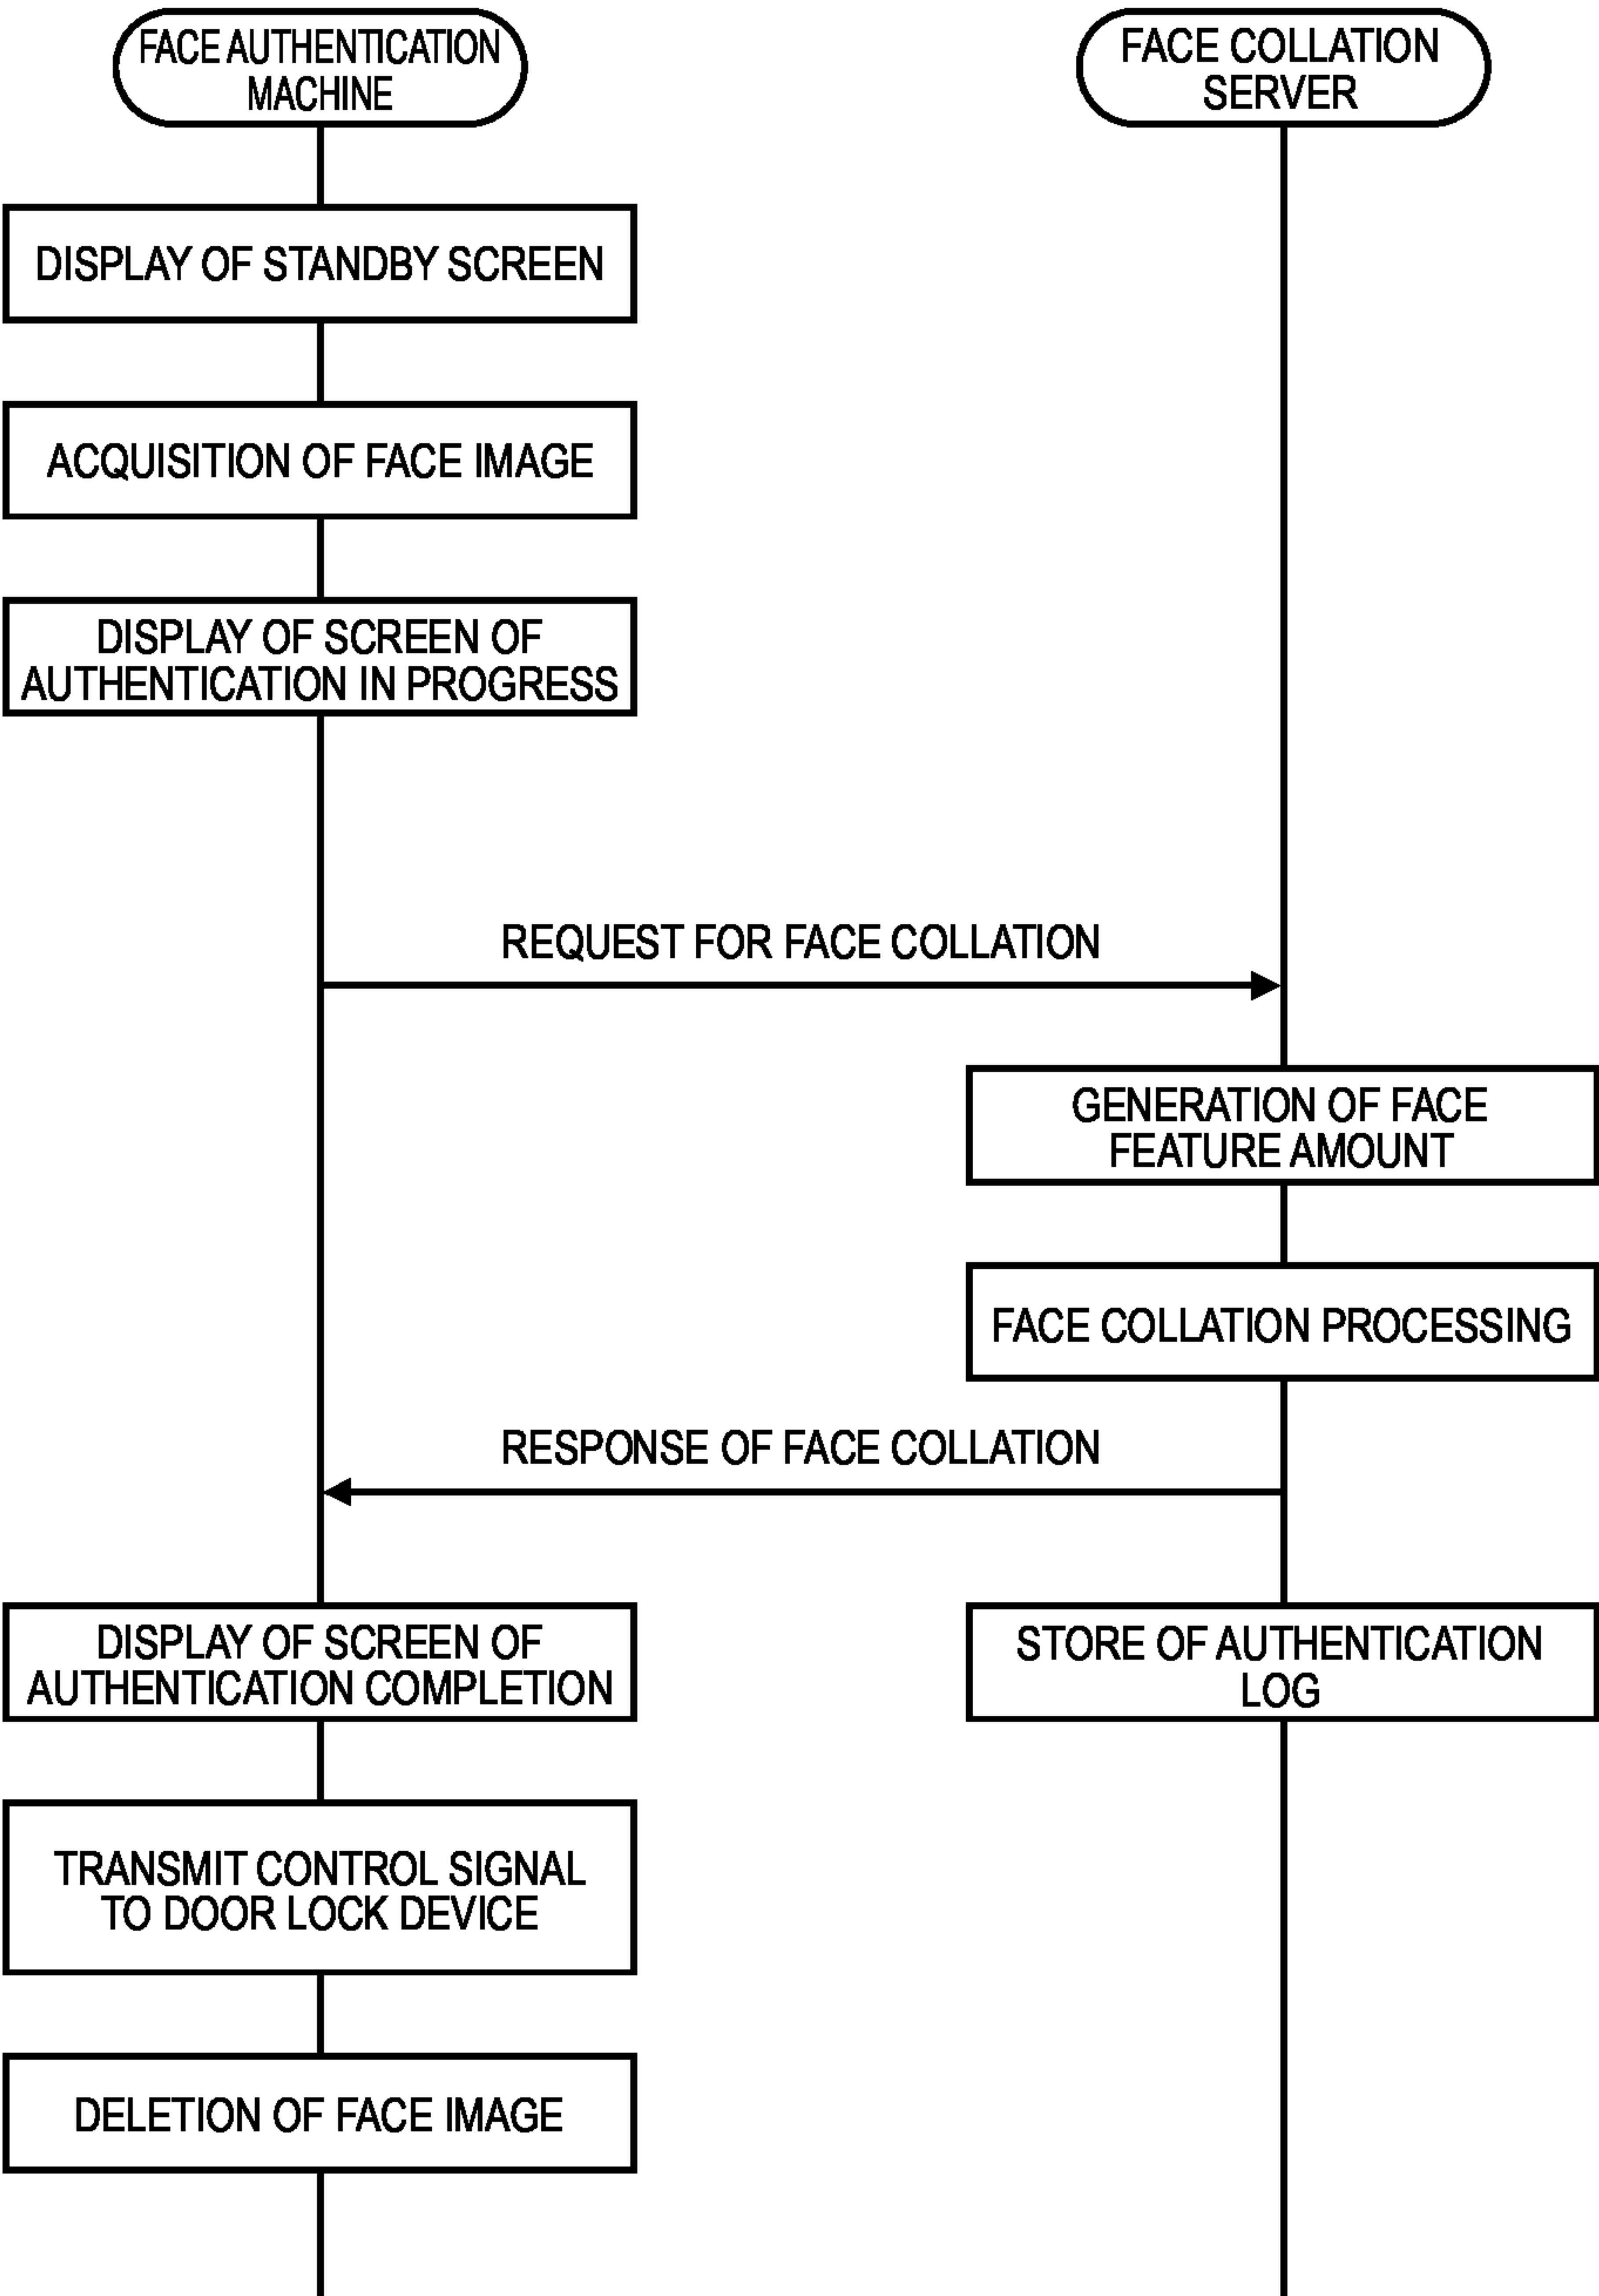 FACE AUTHENTICATION
MACHINE
FACE COLLATION
SERVER
DISPLAY OF STANDBY SCREEN
ACQUISITION OF FACE IMAGE
DISPLAY OF SCREEN OF
AUTHENTICATION IN PROGRESS
REQUEST FOR FACE COLLATION
GENERATION OF FACE
FEATURE AMOUNT
FACE COLLATION PROCESSING
RESPONSE OF FACE COLLATION
DISPLAY OF SCREEN OF
AUTHENTICATION COMPLETION
STORE OF AUTHENTICATION
LOG
TRANSMIT CONTROL SIGNAL
TO DOOR LOCK DEVICE
DELETION OF FACE IMAGE